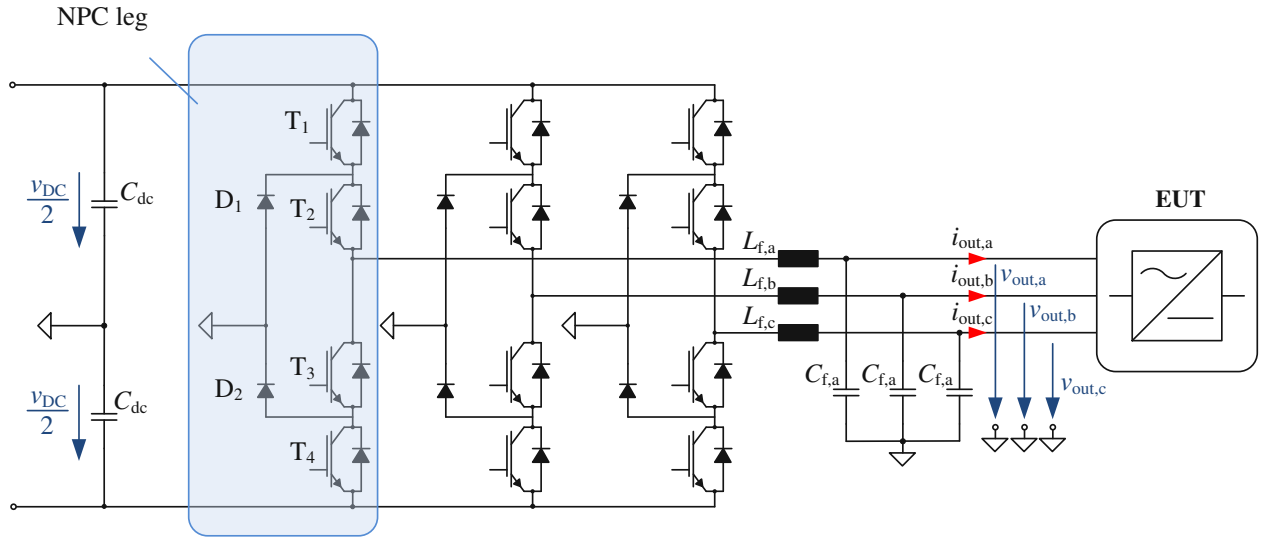 NPC leg
T1
D1
T2
vDC
2
Cdc
vDC
2
Cdc
T3
D2
T4
Lf,a
Lf,b
Lf,c
iout,a
iout,b
iout,c
vout,a
vout,b
vout,c
Cf,a
Cf,a
Cf,a
EUT